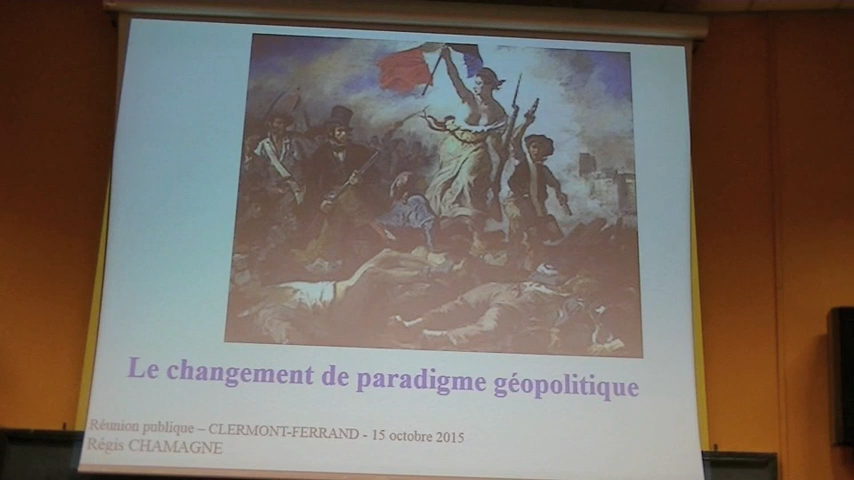 Le changement de paradigme géopolitique
Réunion publique – CLERMONT-FERRAND - 15 octobre 2015
Régis CHAMAGNE